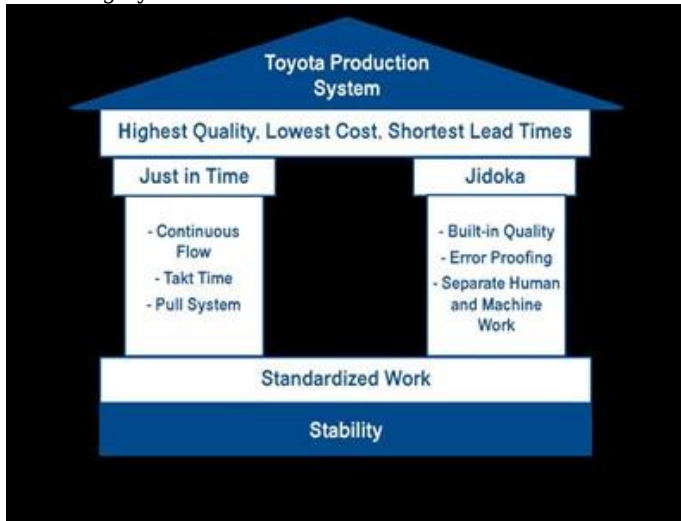 Toyota Production
System
Highest Quality, Lowest Cost, Shortest Lead Times
Just in Time
- Continuous
Flow
- Takt Time
- Pull System
Jidoka
- Built-in Quality
- Error Proofing
- Separate Human
and Machine
Work
Standardized Work
Stability